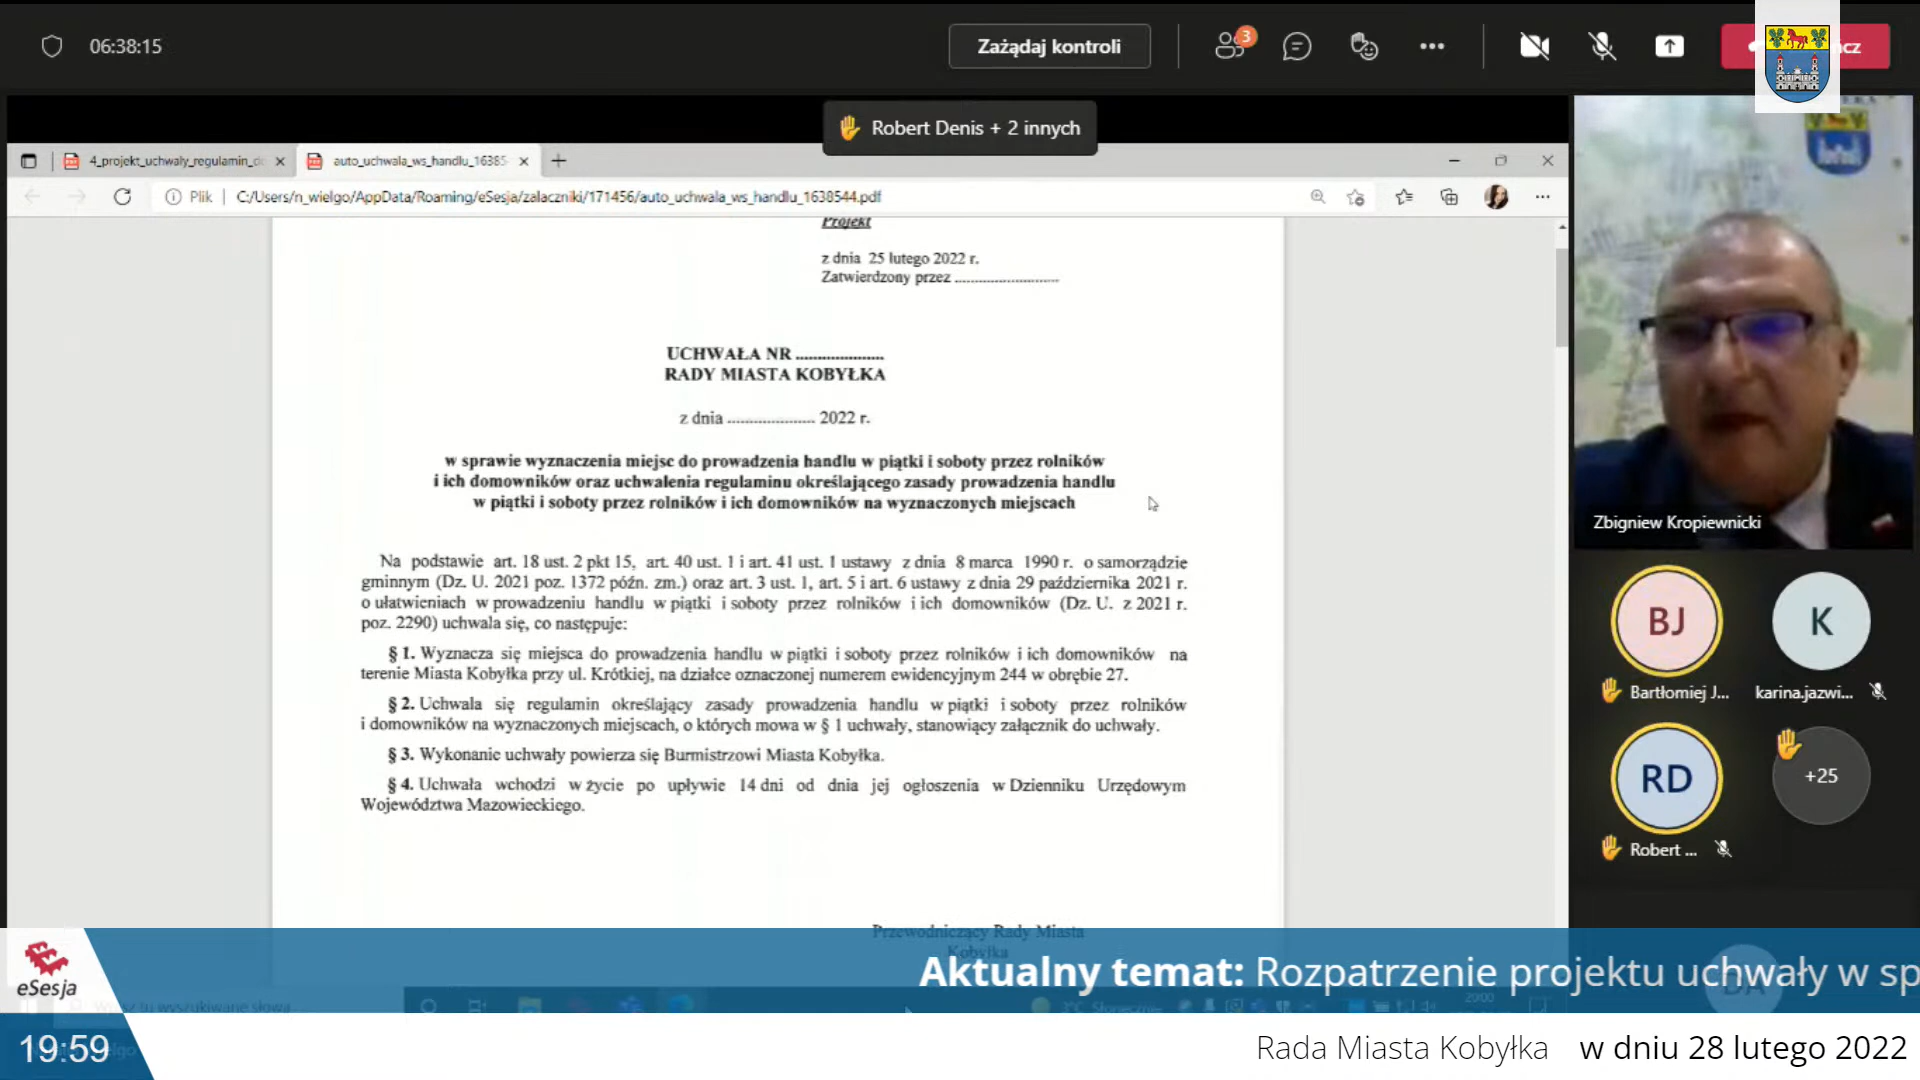 06:38:15
Zażądaj kontroli
3
Robert Denis + 2 innych
4_projekt_uchwaly_regulamin_d
auto_uchwala_ws_handlu_16385
Plik
C:/Users/n_wielgo/AppData/Roaming/eSesja/zalaczniki/171456/auto_uchwala_ws_handlu_1638544.pdf
Projekt
z dnia 25 lutego 2022 r.
Zatwierdzony przez ..........................
UCHWAŁA NR .....................
RADY MIASTA KOBYŁKA
z dnia ..................... 2022 r.
w sprawie wyznaczenia miejsc do prowadzenia handlu w piątki i soboty przez rolników
i ich domowników oraz uchwalenia regulaminu określającego zasady prowadzenia handlu
w piątki i soboty przez rolników i ich domowników na wyznaczonych miejscach
Na podstawie art. 18 ust. 2 pkt 15, art. 40 ust. 1 i art. 41 ust. 1 ustawy z dnia 8 marca 1990 r. o samorządzie
gminnym (Dz. U. 2021 poz. 1372 późn. zm.) oraz art. 3 ust. 1, art. 5 i art. 6 ustawy z dnia 29 października 2021 r.
o ułatwieniach w prowadzeniu handlu w piątki i soboty przez rolników i ich domowników (Dz. U. z 2021 r.
poz. 2290) uchwala się, co następuje:
§ 1. Wyznacza się miejsca do prowadzenia handlu w piątki i soboty przez rolników i ich domowników na
terenie Miasta Kobyłka przy ul. Krótkiej, na działce oznaczonej numerem ewidencyjnym 244 w obrębie 27.
§ 2. Uchwala się regulamin określający zasady prowadzenia handlu w piątki i soboty przez rolników
i domowników na wyznaczonych miejscach, o których mowa w § 1 uchwały, stanowiący załącznik do uchwały.
§ 3. Wykonanie uchwały powierza się Burmistrzowi Miasta Kobyłka.
§ 4. Uchwała wchodzi w życie po upływie 14 dni od dnia jej ogłoszenia w Dzienniku Urzędowym
Województwa Mazowieckiego.
Przewodniczący Rady Miasta
Kobyłka
Zbigniew Kropiewnicki
BJ
K
Bartłomiej J...
karina.jazwi...
RD
+25
Robert ...
eSesja
Aktualny temat: Rozpatrzenie projektu uchwały w sp
19:59
Rada Miasta Kobyłka w dniu 28 lutego 2022